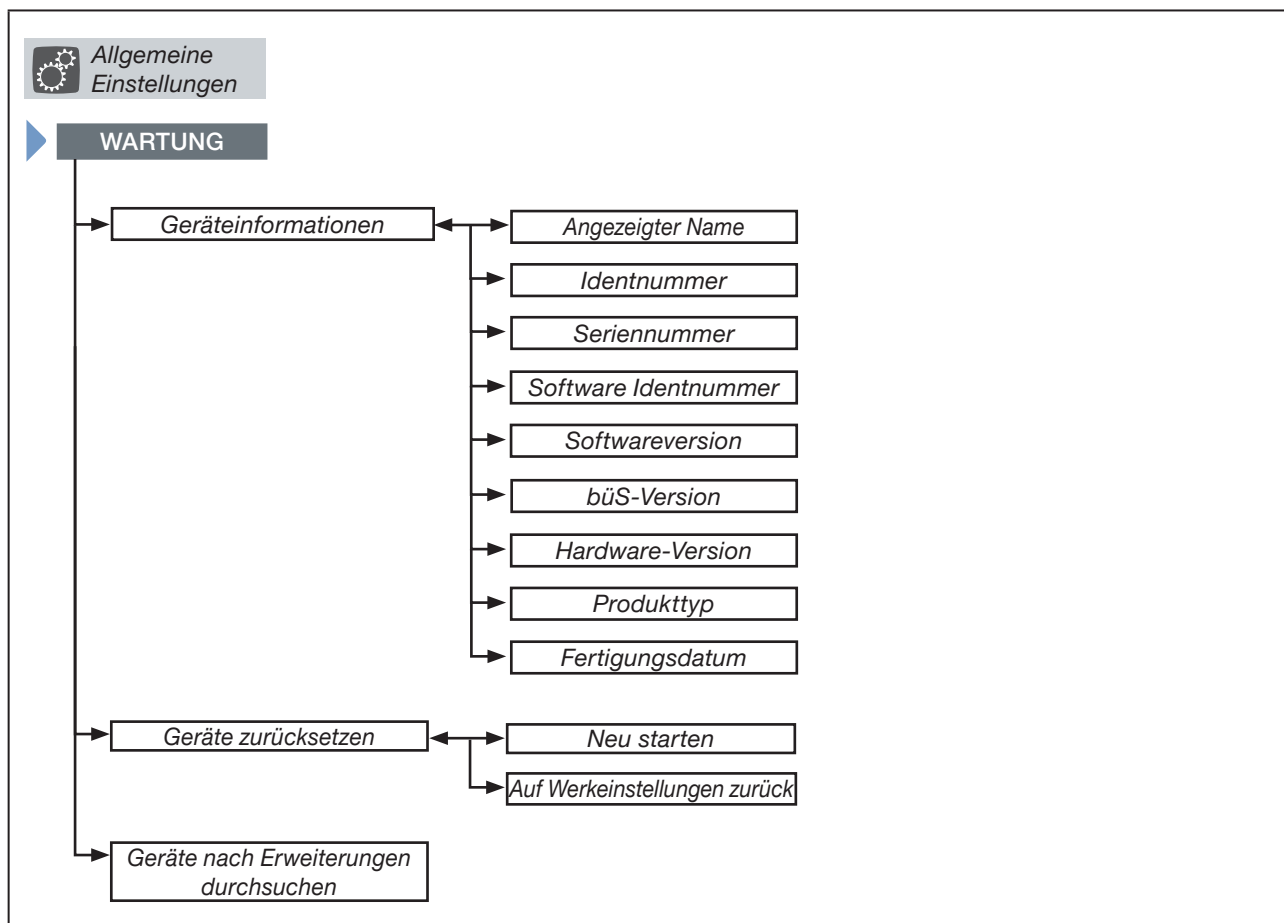 Allgemeine
Einstellungen
WARTUNG
Geräteinformationen
Angezeigter Name
Identnummer
Seriennummer
Software Identnummer
Softwareversion
büS-Version
Hardware-Version
Produkttyp
Fertigungsdatum
Geräte zurücksetzen
Neu starten
Auf Werkeinstellungen zurück
Geräte nach Erweiterungen
durchsuchen